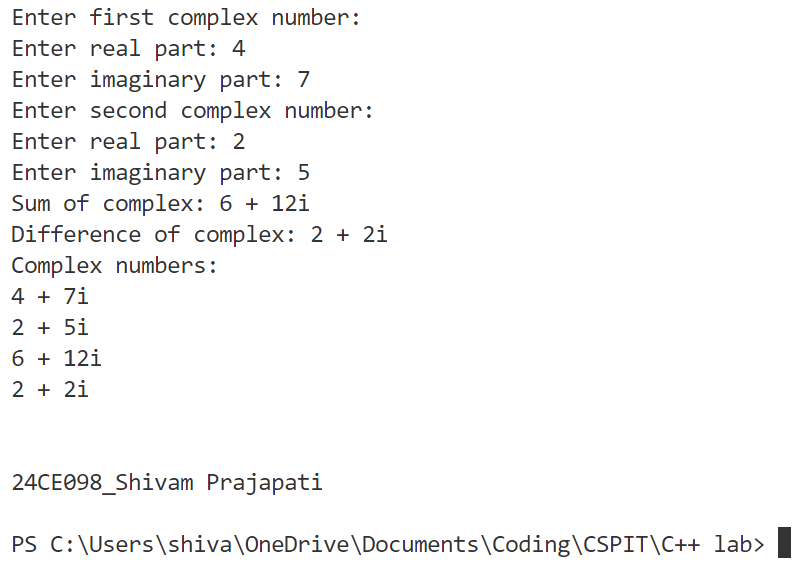 Enter first complex number:
Enter real part: 4
Enter imaginary part: 7
Enter second complex number:
Enter real part: 2
Enter imaginary part: 5
Sum of complex: 6 + 12i
Difference of complex: 2 + 2i
Complex numbers:
4 + 7i
2 + 5i
6 + 12i
2 + 2i
24CE098_Shivam Prajapati
PS C:\Users\shiva\OneDrive\Documents\Coding\CSPIT\C++ lab>